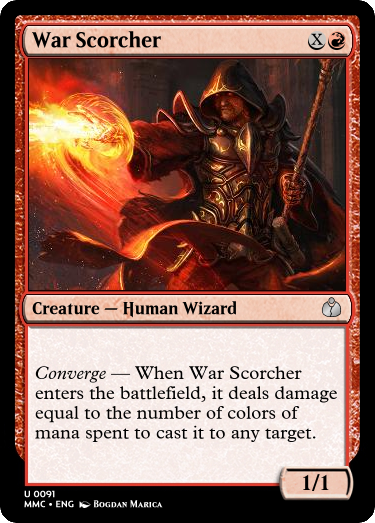 War Scorcher X
Creature — Human Wizard
Converge — When War Scorcher
enters the battlefield, it deals damage
equal to the number of colors of
mana spent to cast it to any target.
1/1
U 0091
MMC • ENG Bogdan Marica